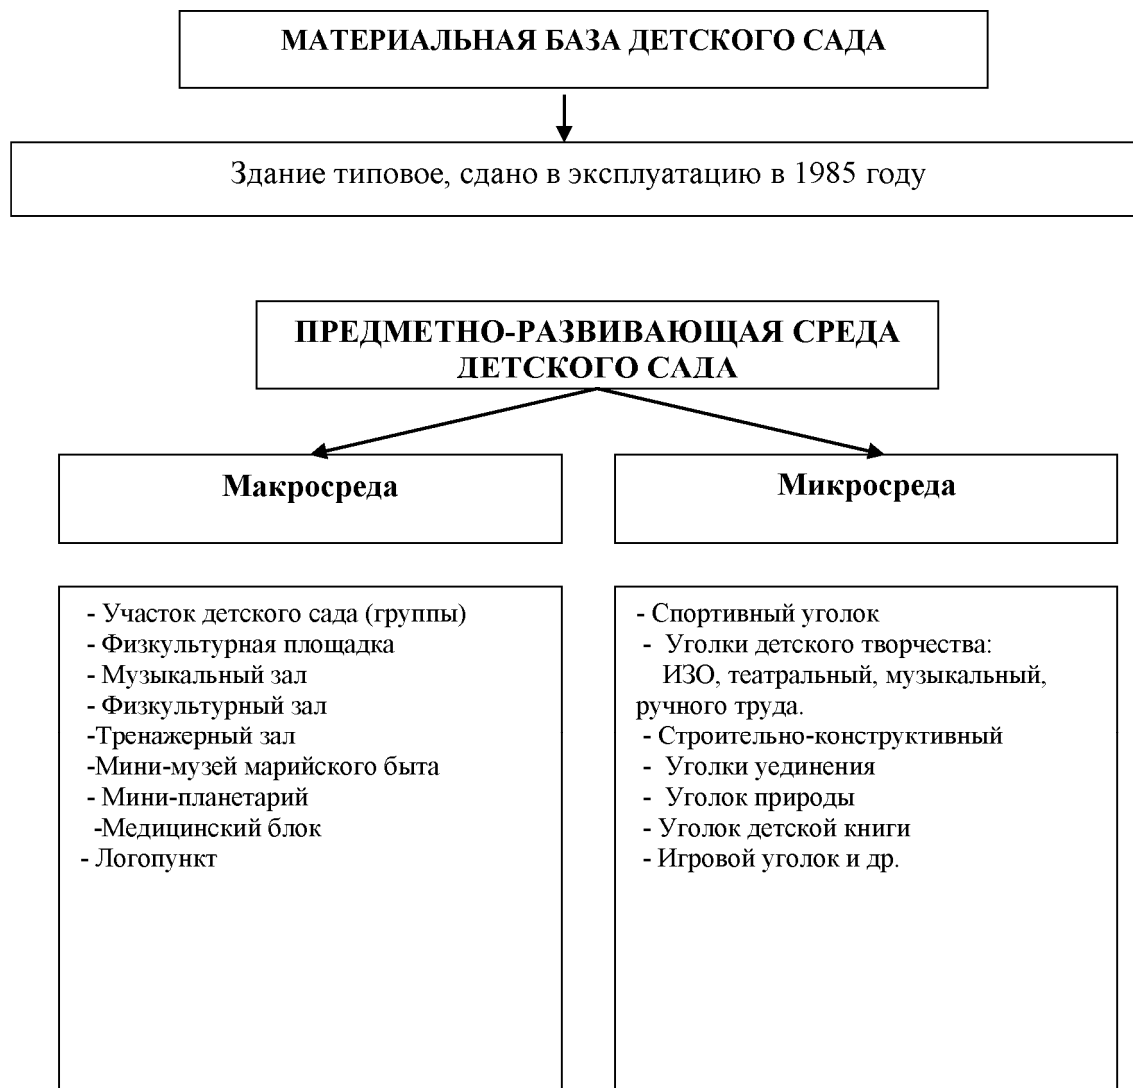 МАТЕРИАЛЬНАЯ БАЗА ДЕТСКОГО САДА
Здание типовое, сдано в эксплуатацию в 1985 году
ПРЕДМЕТНО-РАЗВИВАЮЩАЯ СРЕДА
ДЕТСКОГО САДА
Макросреда
Микросреда
- Участок детского сада (группы)
- Физкультурная площадка
- Музыкальный зал
- Физкультурный зал
-Тренажерный зал
-Мини-музей марийского быта
- Мини-планетарий
-Медицинский блок
- Логопункт
- Спортивный уголок
- Уголки детского творчества:
ИЗО, театральный, музыкальный,
ручного труда.
- Строительно-конструктивный
- Уголки уединения
- Уголок природы
- Уголок детской книги
- Игровой уголок и др.